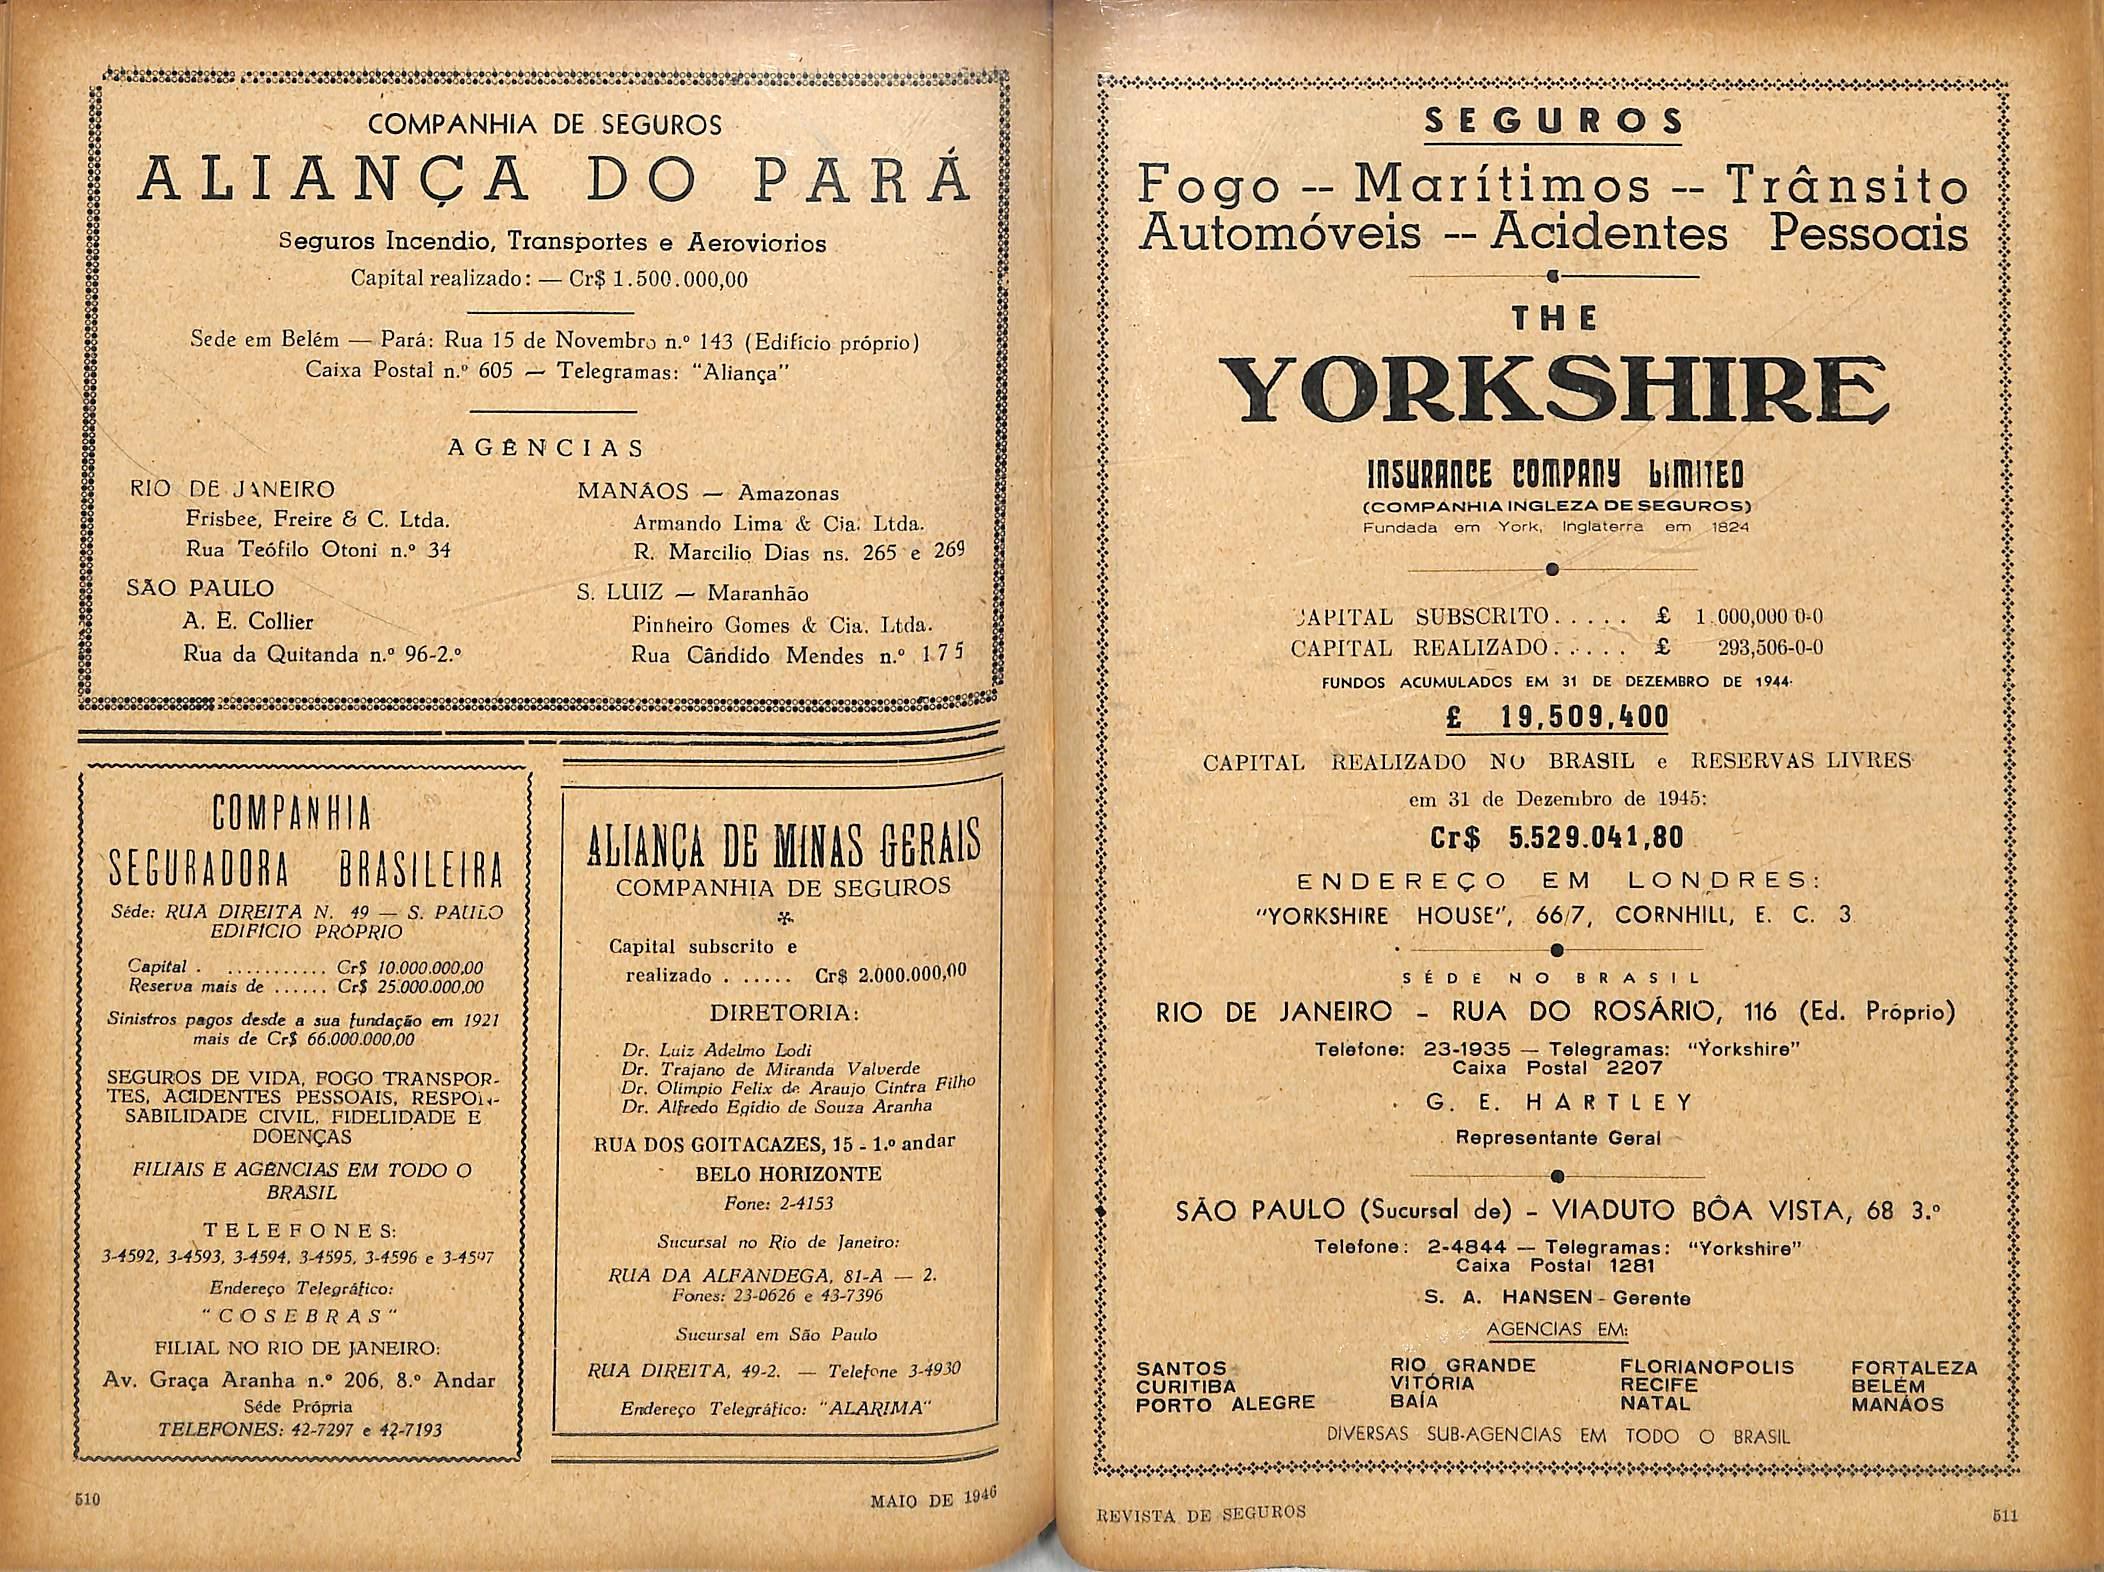 COMPANHIA DE SEGUROS
ALIANÇA DO PARÁ
Seguros Incendio, Transportes e Aeroviarios
Capital realizado: — Cr$ 1.500.000,00
Sede em Belém — Pará: Rua 15 de Novembro n.º 143 (Edifício próprio)
Caixa Postal n.º 605 — Telegramas: "Aliança"
AGÊNCIAS
RIO DE JANEIRO
Frisbee, Freire & C. Ltda.
Rua Teófilo Otoni n.º 34
SÃO PAULO
A. E. Collier
Rua da Quitanda n.º 96-2.º
MANÁOS — Amazonas
Armando Lima & Cia. Ltda.
R. Marcilio Dias ns. 265 e 269
S. LUIZ — Maranhão
Pinheiro Gomes & Cia. Ltda.
Rua Cândido Mendes n.º 175
COMPANHIA
SEGURADORA BRASILEIRA
Séde: RUA DIREITA N. 49 — S. PAULO
EDIFÍCIO PRÓPRIO
Capital . ........... Cr$ 10.000.000,00
Reserva mais de ...... Cr$ 25.000.000,00
Sinistros pagos desde a sua fundação em 1921
mais de Cr$ 66.000.000,00
SEGUROS DE VIDA, FOGO TRANSPOR-
TES, ACIDENTES PESSOAIS, RESPON-
SABILIDADE CIVIL, FIDELIDADE E
DOENÇAS
FILIAIS E AGÊNCIAS EM TODO O
BRASIL
TELEFONES:
3-4592, 3-4593, 3-4594, 3-4595, 3-4596 e 3-4597
Endereço Telegráfico:
"COSEBRAS"
FILIAL NO RIO DE JANEIRO:
Av. Graça Aranha n.º 206, 8.º Andar
Séde Própria
TELEFONES: 42-7297 e 42-7193
ALIANÇA DE MINAS GERAIS
COMPANHIA DE SEGUROS
Capital subscrito e
realizado . ..... Cr$ 2.000.000,00
DIRETORIA:
Dr. Luiz Adelmo Lodi
Dr. Trajano de Miranda Valverde
Dr. Olimpio Felix de Araujo Cintra Filho
Dr. Alfredo Egídio de Souza Aranha
RUA DOS GOITACAZES, 15 - 1.º andar
BELO HORIZONTE
Fone: 2-4153
Sucursal no Rio de Janeiro:
RUA DA ALFANDEGA, 81-A — 2.
Fones: 23-0626 e 43-7396
Sucursal em São Paulo
RUA DIREITA, 49-2. — Telefone 3-4930
Endereço Telegráfico: "ALARIMA"
510
MAIO DE 1946
SEGUROS
Fogo -- Marítimos -- Trânsito
Automóveis -- Acidentes Pessoais
THE
YORKSHIRE
INSURANCE COMPANY LIMITED
(COMPANHIA INGLEZA DE SEGUROS)
Fundada em York, Inglaterra em 1824
CAPITAL SUBSCRITO..... £ 1.000,000 0-0
CAPITAL REALIZADO..... £ 293,506-0-0
FUNDOS ACUMULADOS EM 31 DE DEZEMBRO DE 1944.
£ 19,509,400
CAPITAL REALIZADO NO BRASIL e RESERVAS LIVRES
em 31 de Dezembro de 1945:
Cr$ 5.529.041,80
ENDEREÇO EM LONDRES:
"YORKSHIRE HOUSE", 66/7, CORNHILL, E. C. 3
SÉDE NO BRASIL
RIO DE JANEIRO - RUA DO ROSÁRIO, 116 (Ed. Próprio)
Telefone: 23-1935 — Telegramas: "Yorkshire"
Caixa Postal 2207
G. E. HARTLEY
Representante Geral
SÃO PAULO (Sucursal de) - VIADUTO BÔA VISTA, 68 3.º
Telefone: 2-4844 — Telegramas: "Yorkshire"
Caixa Postal 1281
S. A. HANSEN - Gerente
AGENCIAS EM:
SANTOS RIO GRANDE FLORIANOPOLIS FORTALEZA
CURITIBA VITÓRIA RECIFE BELÉM
PORTO ALEGRE BAÍA NATAL MANÁOS
DIVERSAS SUB-AGENCIAS EM TODO O BRASIL
REVISTA DE SEGUROS
511